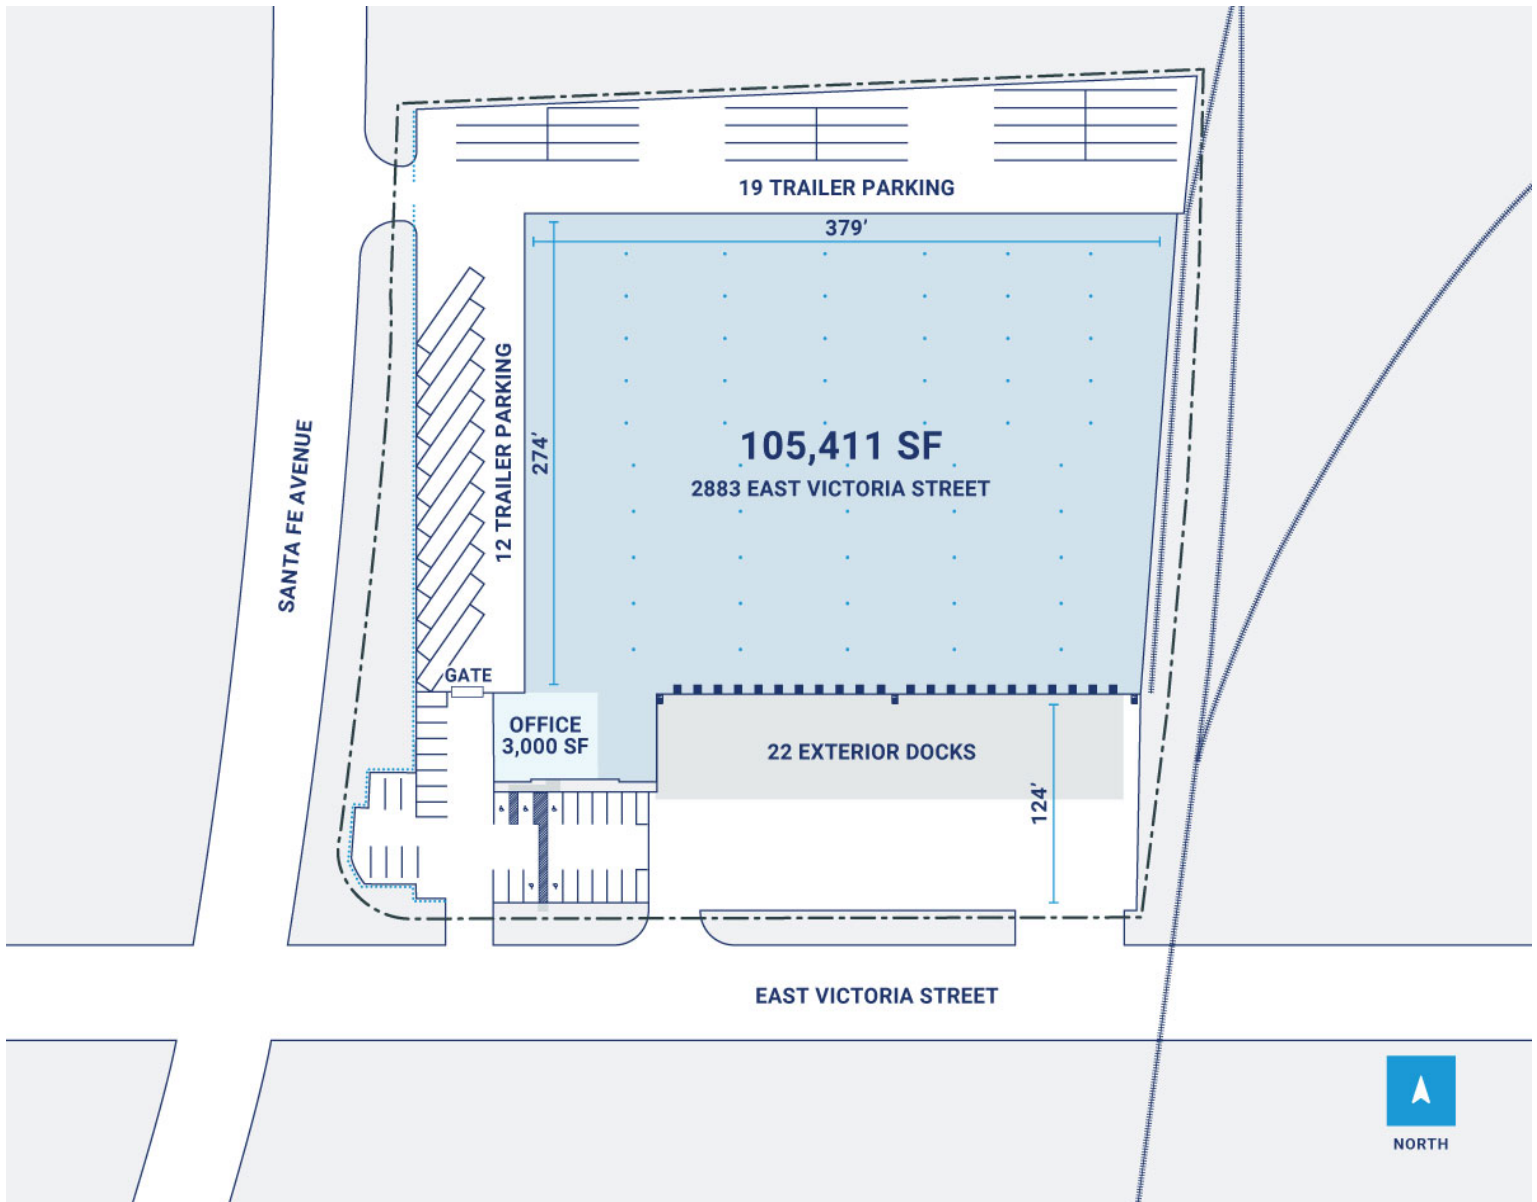 19 TRAILER PARKING
379’
274’
12 TRAILER PARKING
105,411 SF
2883 EAST VICTORIA STREET
SANTA FE AVENUE
GATE
OFFICE
3,000 SF
22 EXTERIOR DOCKS
124’
EAST VICTORIA STREET
NORTH